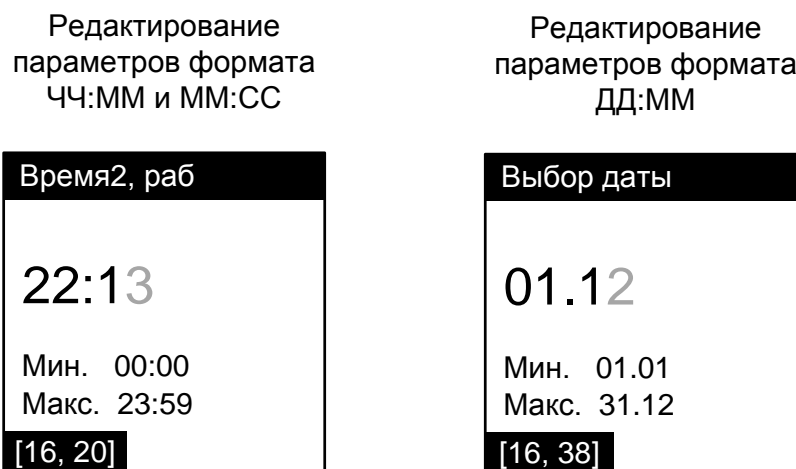 Редактирование
параметров формата
ЧЧ:ММ и ММ:СС
Время2, раб
22:13
Мин. 00:00
Макс. 23:59
[16, 20]
Редактирование
параметров формата
ДД:ММ
Выбор даты
01.12
Мин. 01.01
Макс. 31.12
[16, 38]